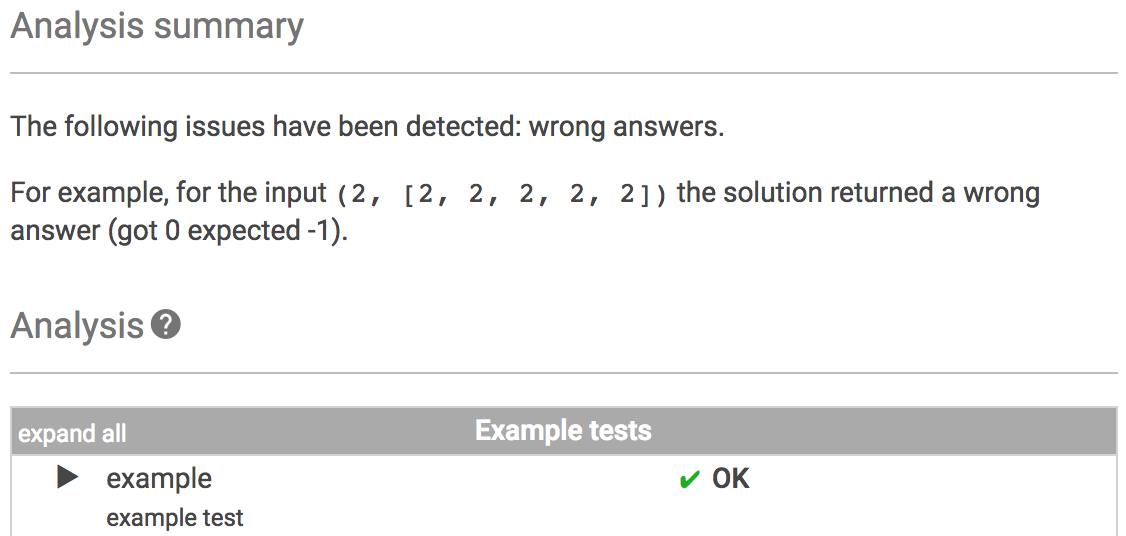 Analysis summary
The following issues have been detected: wrong answers.
For example, for the input (2, [2, 2, 2, 2, 2]) the solution returned a wrong
answer (got 0 expected -1).
Analysis ?
expand all Example tests
example ✔ OK
example test